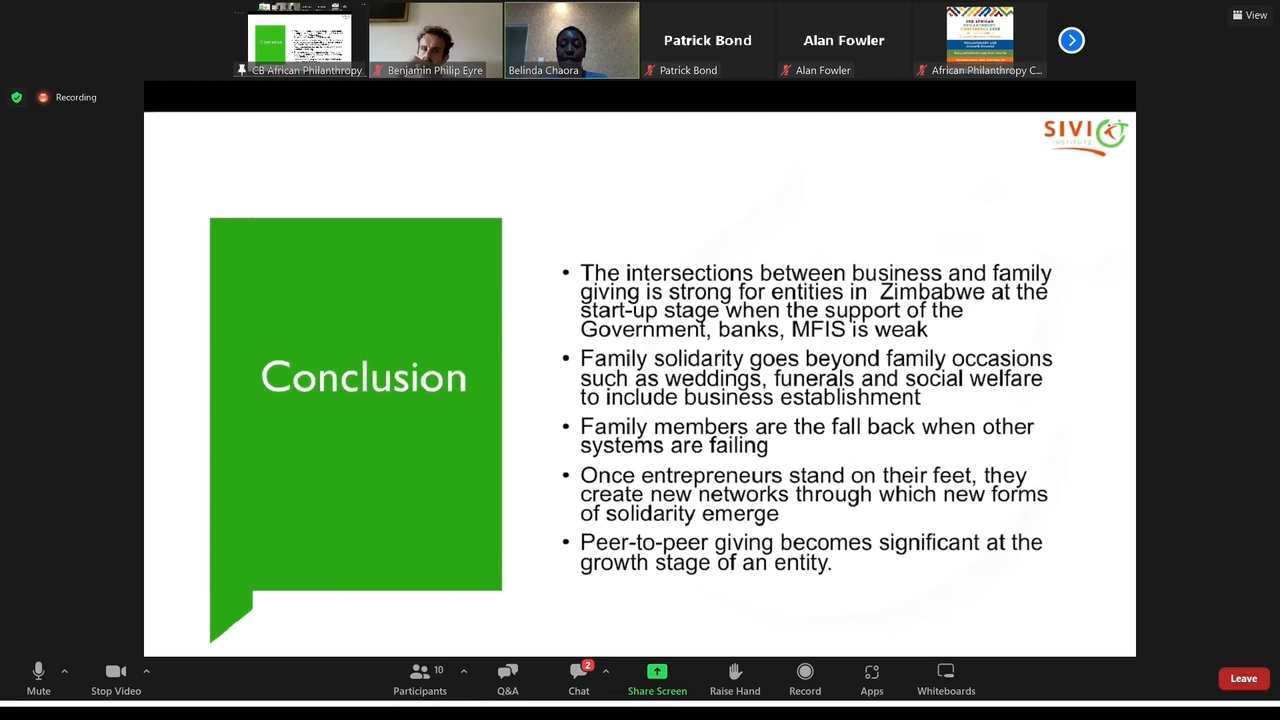 Conclusion
CB African Philanthropy
Benjamin Philip Eyre
Belinda Chaora
Patrick Bond
Patrick Bond
Alan Fowler
Alan Fowler
African Philanthropy C...
View
Recording
SIVI
INSTITUTE
Conclusion
• The intersections between business and family
giving is strong for entities in Zimbabwe at the
start-up stage when the support of the
Government, banks, MFIS is weak
• Family solidarity goes beyond family occasions
such as weddings, funerals and social welfare
to include business establishment
• Family members are the fall back when other
systems are failing
• Once entrepreneurs stand on their feet, they
create new networks through which new forms
of solidarity emerge
• Peer-to-peer giving becomes significant at the
growth stage of an entity.
Mute
Stop Video
10
Participants
Q&A
2
Chat
Share Screen
Raise Hand
Record
Apps
Whiteboards
Leave